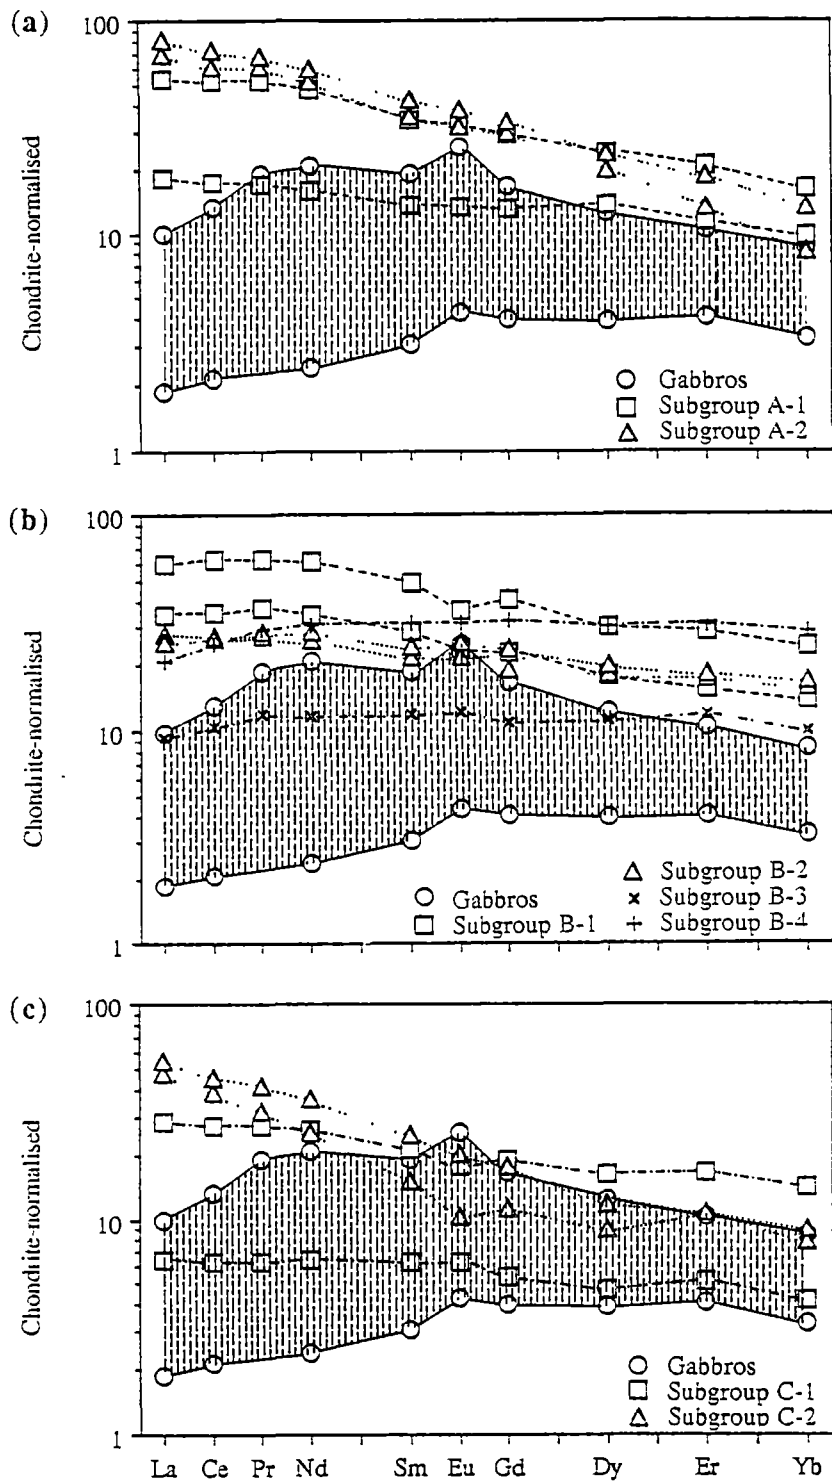 (a)
100
10
1
Chondrite-normalised
Gabbros
Subgroup A-1
Subgroup A-2
(b)
100
10
1
Chondrite-normalised
Gabbros
Subgroup B-1
Subgroup B-2
Subgroup B-3
Subgroup B-4
(c)
100
10
1
Chondrite-normalised
Gabbros
Subgroup C-1
Subgroup C-2
La Ce Pr Nd Sm Eu Gd Dy Er Yb